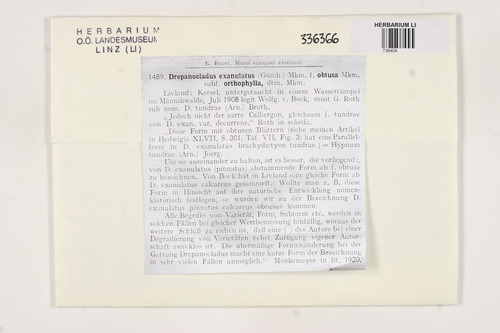 HERBARIUM
O.Ö. LANDESMUSEUM
LINZ (LI)
336366
HERBARIUM LI
736404
E. Bauer, Musci europaei exsiccati.
1489. Drepanocladus exanulatus (Gümb.) Mkm. f. obtusa Mkm.
subf. orthophylla, dtm. Mkm.
Livland: Kersel, untergetaucht in einem Wassertümpel
im Männikwalde, Juli 1908 legit Wolfg. v. Bock, misit G. Roth
sub nom. D. tundrae (Arn.) Broth.
„Jedoch nicht der zarte Calliergon, gleichsam f. tundrae
von D. exan. var. decurrens." Roth in scheda.
„Diese Form mit obtusen Blättern (siehe meinen Artikel
in Hedwigia XLVII, S. 301, Taf. VII, Fig. 3) hat eine Parallel-
form in D. exanulatus brachydictyon tundrae (= Hypnum
tundrae (Arn.) Joerg.
Um sie auseinander zu halten, ist es besser, die vorliegende,
von D. exanulatus (pinnatus) abstammende Form als f. obtusa
zu bezeichnen. Von Bock hat in Livland eine gleiche Form als
D. exanulatus calcareus gesammelt. Wollte man z. B. diese
Form in Hinsicht auf ihre natürliche Entwicklung nomen-
klatorisch festlegen, so würden wir zu der Bezeichnung D.
exanulatus pinnatus calcareus obtusus kommen.
Alle Begriffe von Varietät, Form, Subform etc. werden in
solchen Fällen bei gleicher Wertbemessung hinfällig, woraus der
weitere Schluß zu ziehen ist, daß eine ( ) des Autors bei einer
Degradierung von Varietäten nebst Zufügung eigener Autor-
schaft zwecklos ist. Die übermäßige Formenänderung bei der
Gattung Drepanocladus macht eine kurze Form der Bezeichnung
in sehr vielen Fällen unmöglich." Mönkemeyer in lit. 1920.